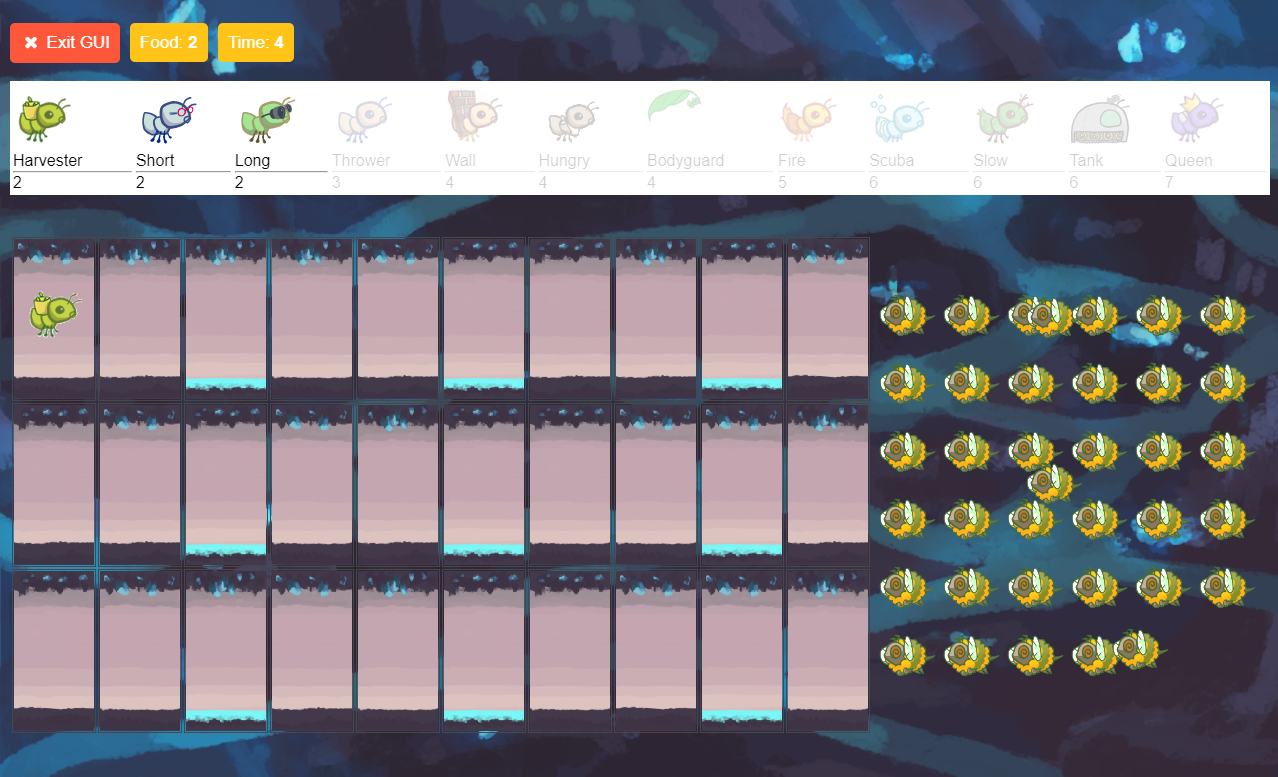 ✖ Exit GUI Food: 2 Time: 4
Harvester Short Long Thrower Wall Hungry Bodyguard Fire Scuba Slow Tank Queen
2 2 2 3 4 4 4 5 6 6 6 7